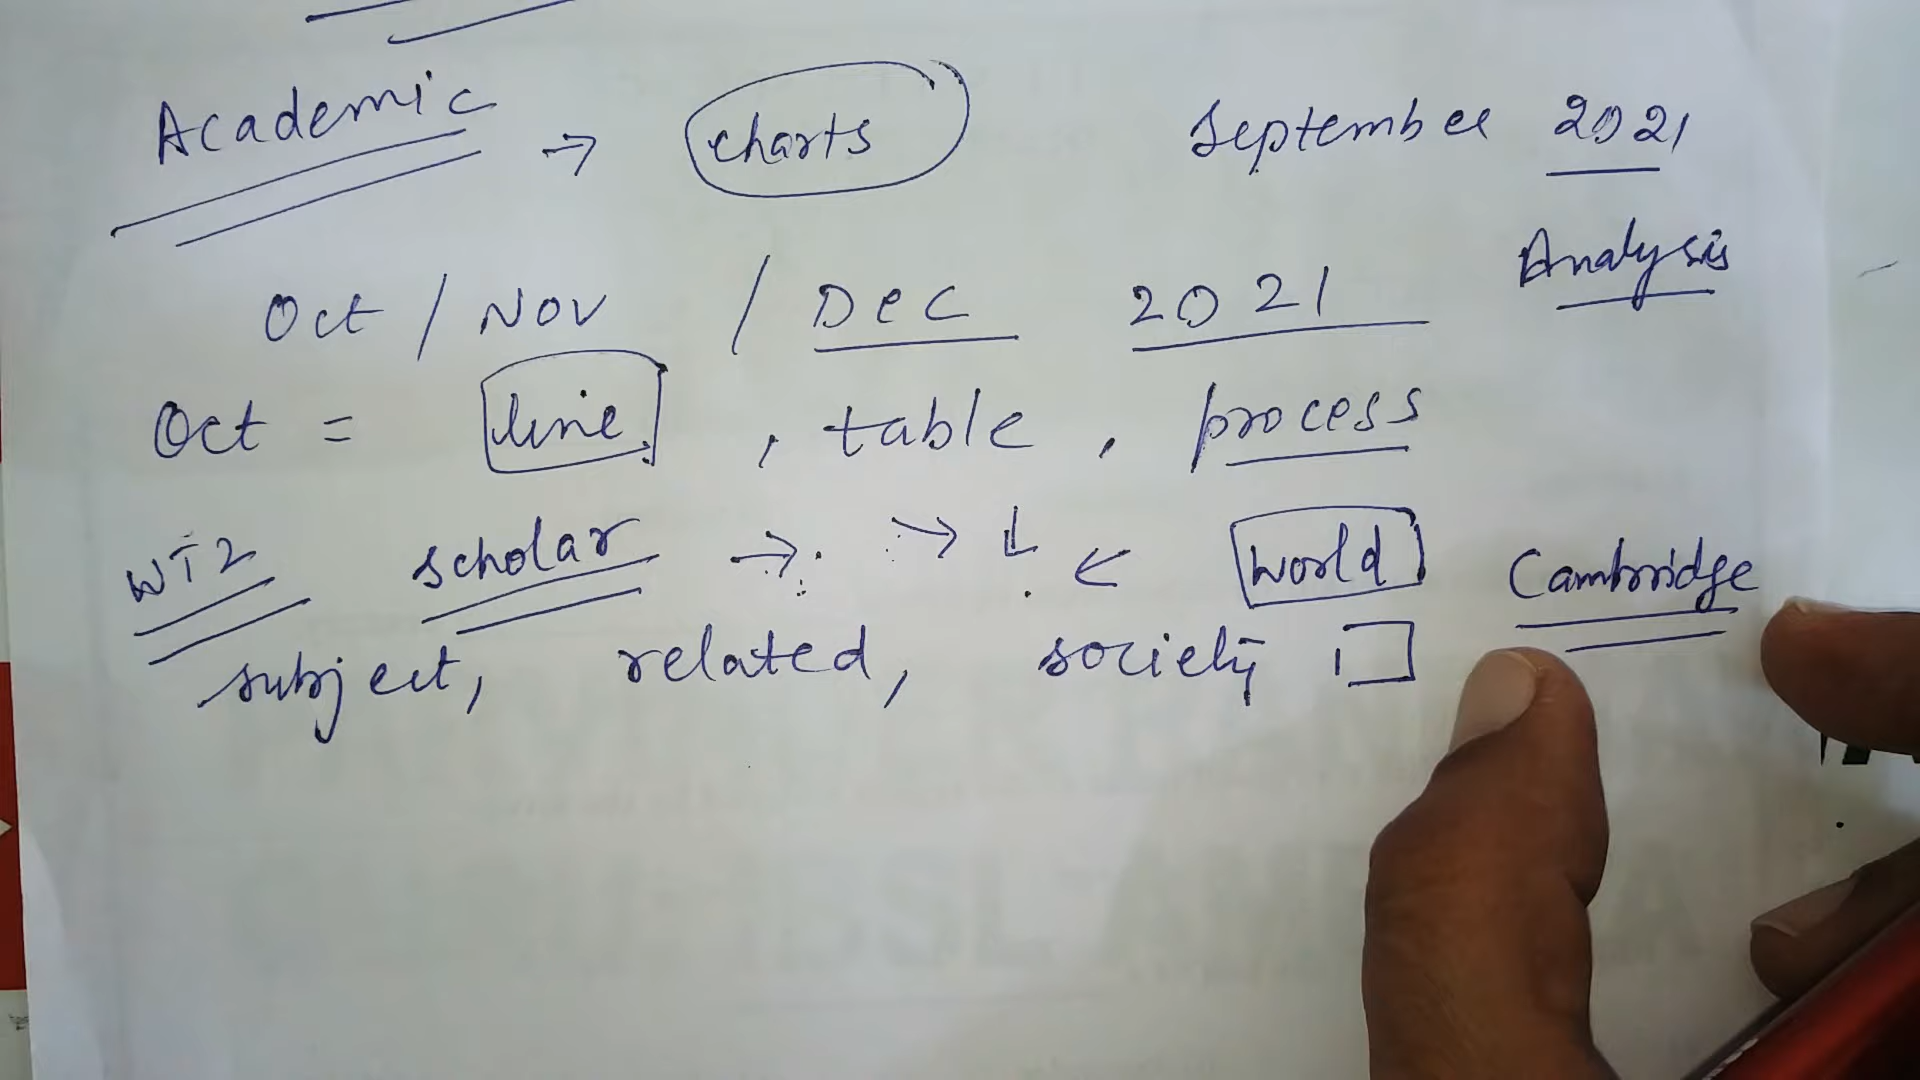 Academic → charts September 2021
Analysis
Oct / Nov / Dec 2021
Oct = line, table, process
WT2 scholar → → ↓ ← World Cambridge
subject, related, society